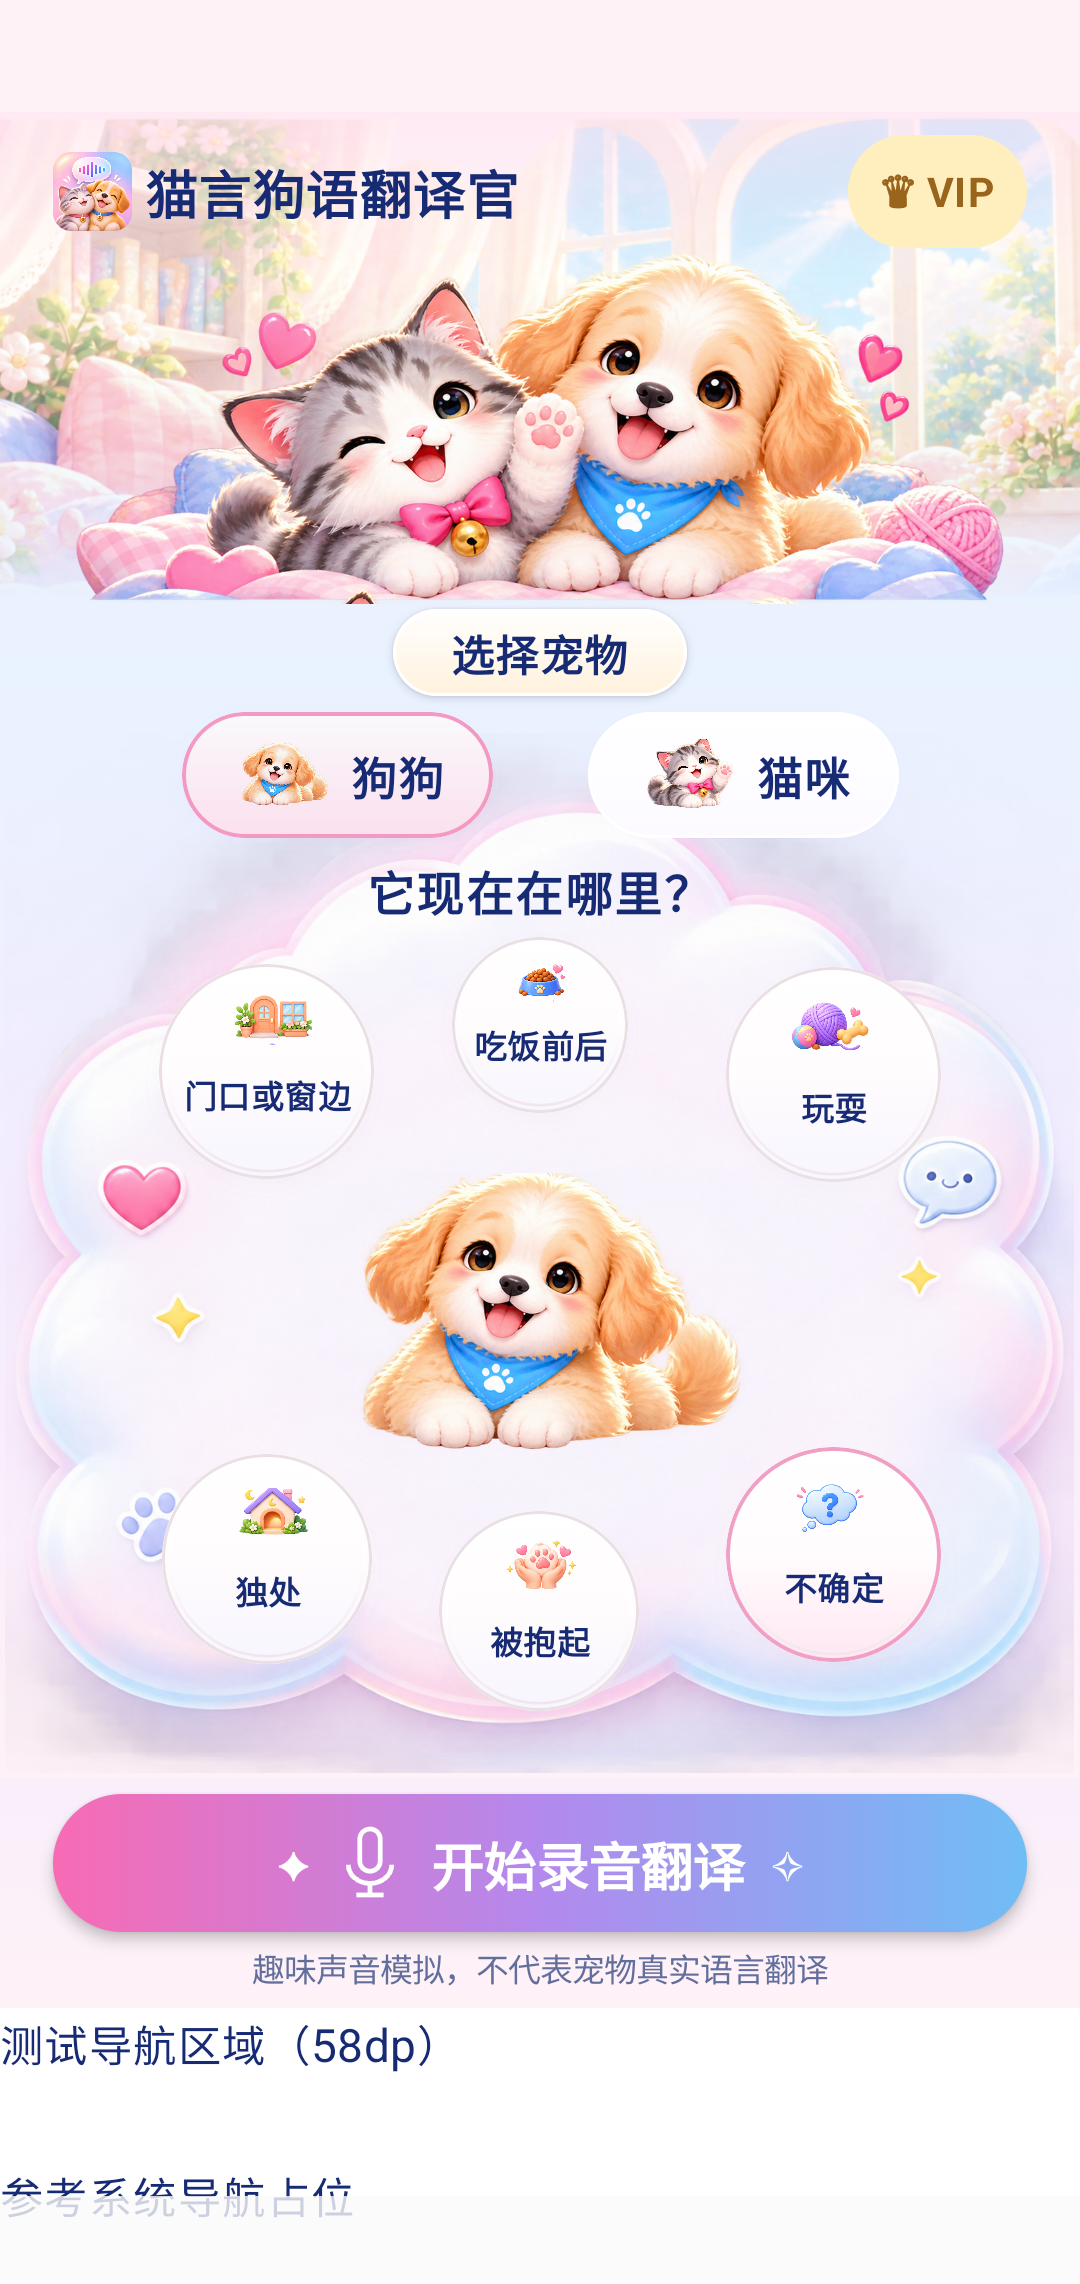 猫言狗语翻译官
VIP
选择宠物
狗狗
猫咪
它现在在哪里？
门口或窗边
吃饭前后
玩耍
独处
被抱起
不确定
开始录音翻译
趣味声音模拟，不代表宠物真实语言翻译
测试导航区域（58dp）
参考系统导航占位